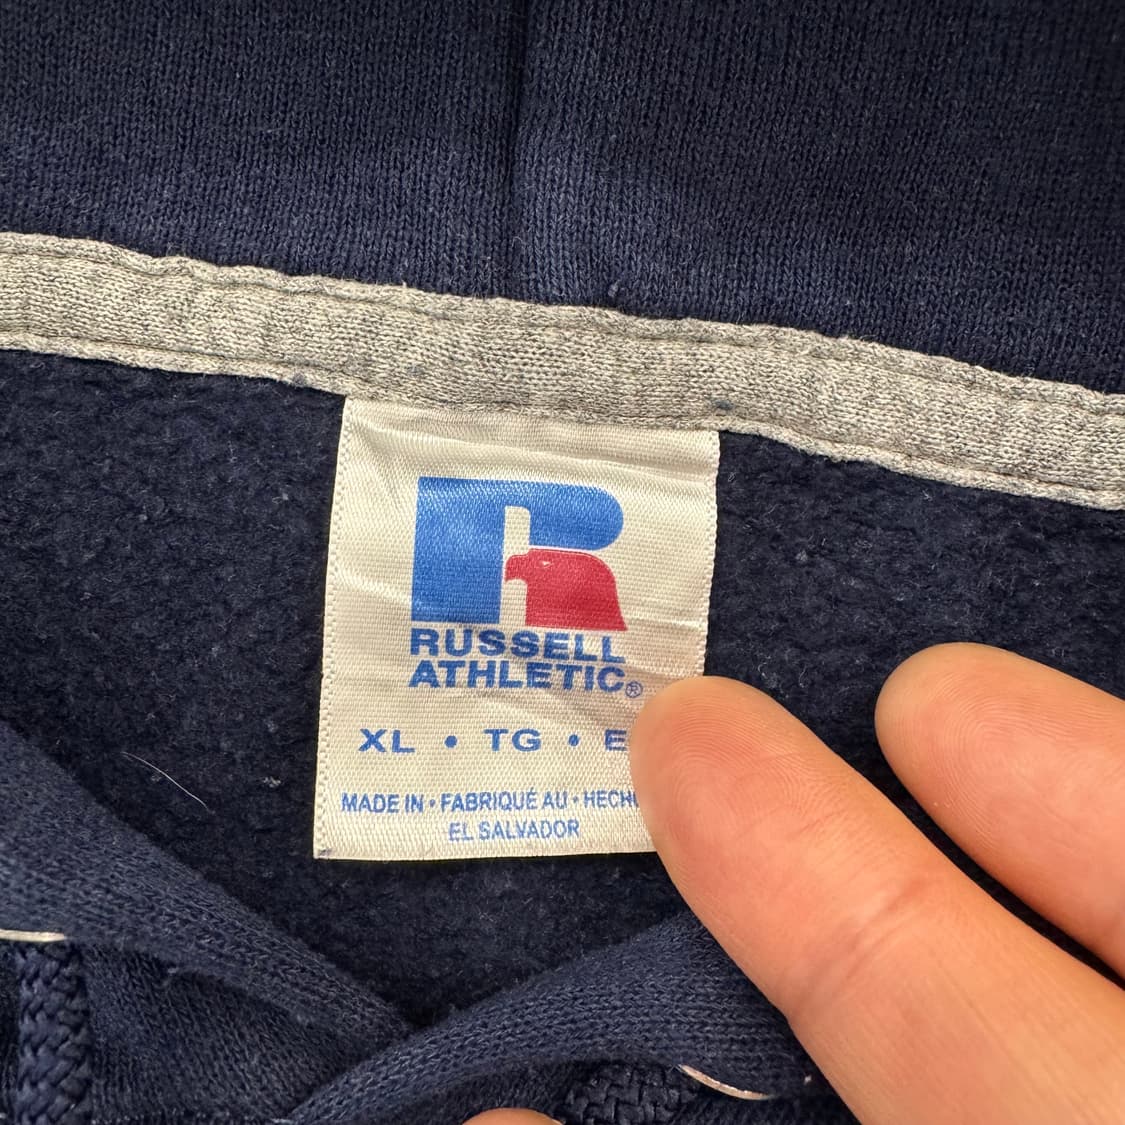 RUSSELL
ATHLETIC®
XL • TG • E
MADE IN • FABRIQUÉ AU • HECH
EL SALVADOR